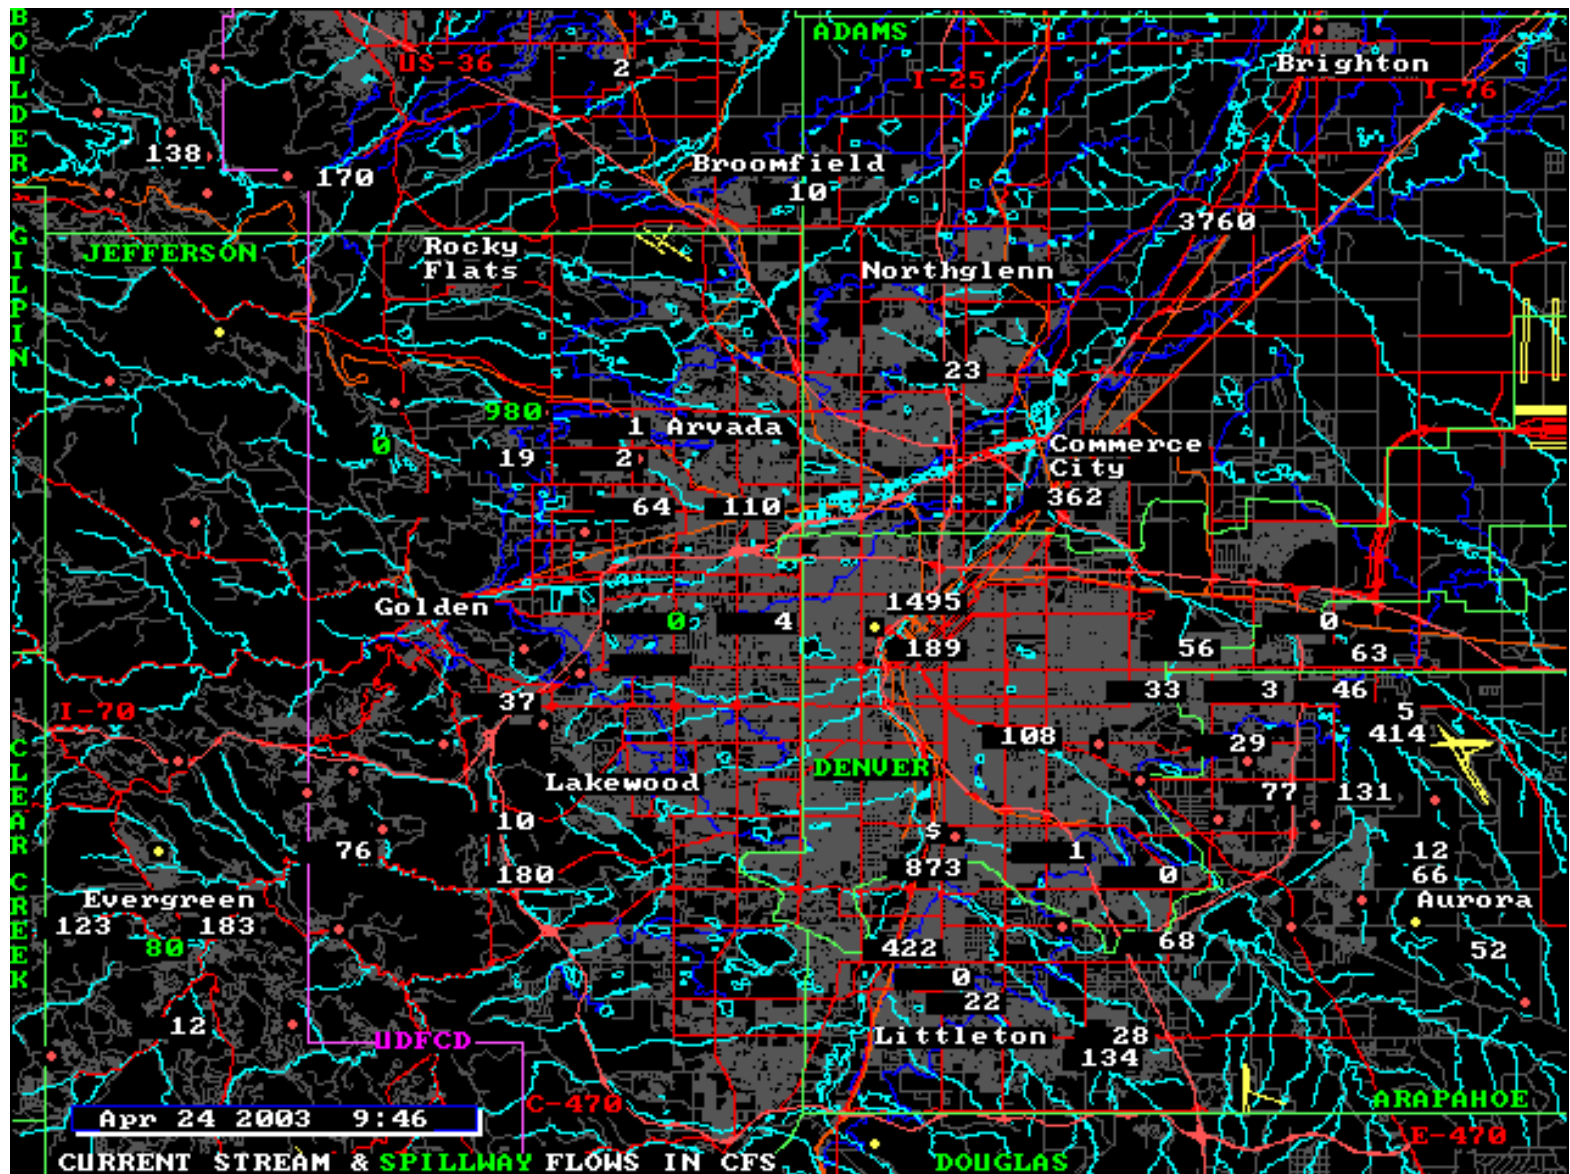 BOULDER
ADAMS
US-36
2
I-25
Brighton
I-76
138
170
Broomfield
10
3760
GILPIN
JEFFERSON
Rocky
Flats
Northglenn
23
980
0
1 Arvada
19
2
Commerce
City
64
110
362
Golden
1495
0
4
189
56
0
63
37
33
3
46
I-70
5
108
29
414
CLEAR CREEK
Lakewood
DENVER
77
131
10
$
76
1
12
180
873
0
66
Evergreen
Aurora
123
183
80
422
68
52
0
22
12
UDFCD
Littleton
28
134
C-470
ARAPAHOE
Apr 24 2003 9:46
E-470
CURRENT STREAM & SPILLWAY FLOWS IN CFS
DOUGLAS